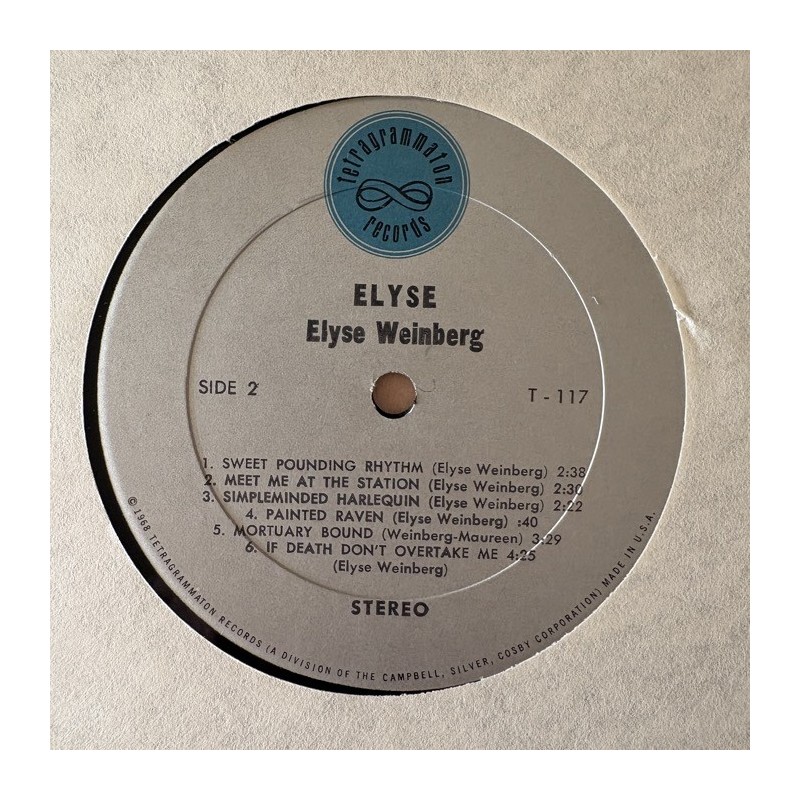 tetragrammaton
records
ELYSE
Elyse Weinberg
SIDE 2
T - 117
1. SWEET POUNDING RHYTHM (Elyse Weinberg) 2:38
2. MEET ME AT THE STATION (Elyse Weinberg) 2:30
3. SIMPLEMINDED HARLEQUIN (Elyse Weinberg) 2:22
4. PAINTED RAVEN (Elyse Weinberg) :40
5. MORTUARY BOUND (Weinberg-Maureen) 3:29
6. IF DEATH DON'T OVERTAKE ME 4:25
(Elyse Weinberg)
STEREO
© 1968 TETRAGRAMMATON RECORDS (A DIVISION OF THE CAMPBELL, SILVER, COSBY CORPORATION) MADE IN U.S.A.